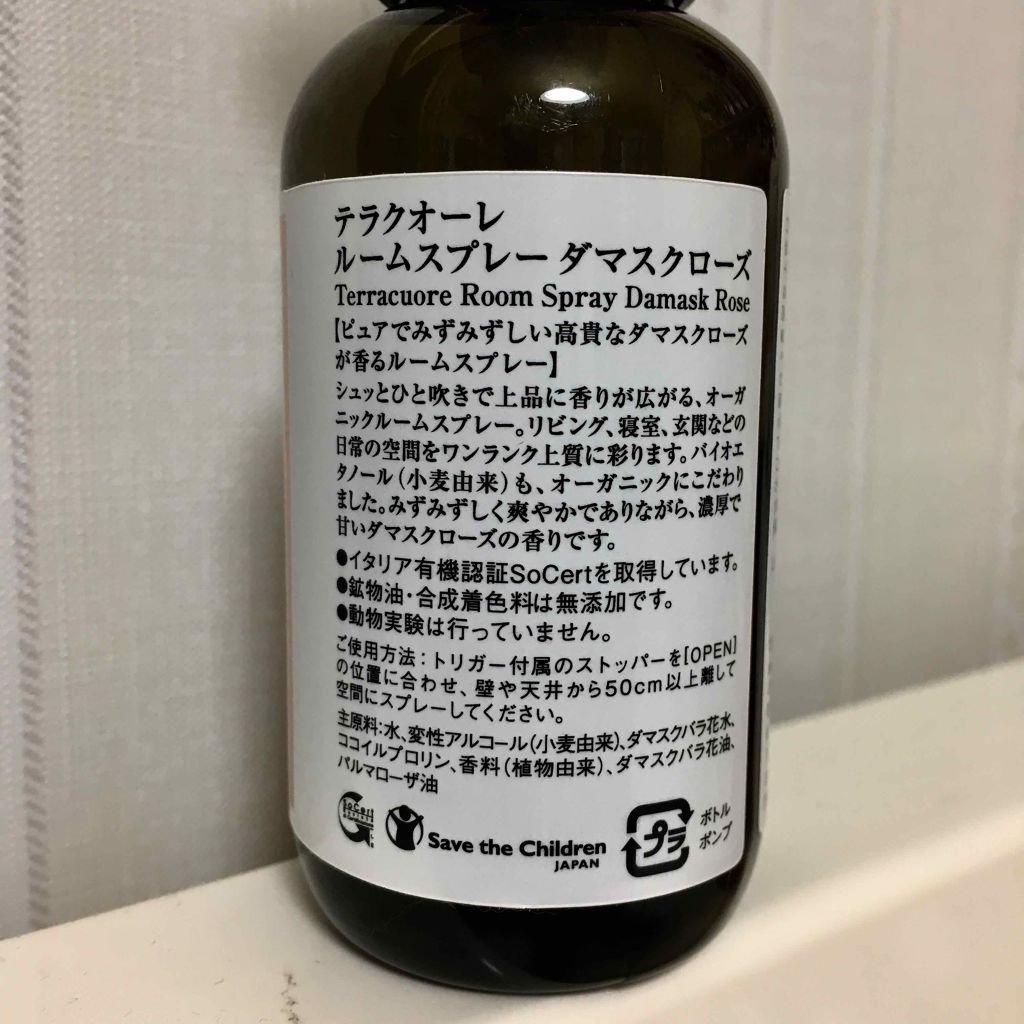 テラクオーレ
ルームスプレー ダマスクローズ
Terracuore Room Spray Damask Rose
【ピュアでみずみずしい高貴なダマスクローズ
が香るルームスプレー】
シュッとひと吹きで上品に香りが広がる、オーガ
ニックルームスプレー。リビング、寝室、玄関などの
日常の空間をワンランク上質に彩ります。バイオエ
タノール(小麦由来)も、オーガニックにこだわり
ました。みずみずしく爽やかでありながら、濃厚で
甘いダマスクローズの香りです。
●イタリア有機認証SoCertを取得しています。
●鉱物油・合成着色料は無添加です。
●動物実験は行っていません。
ご使用方法:トリガー付属のストッパーを[OPEN]
の位置に合わせ、壁や天井から50cm以上離して
空間にスプレーしてください。
主原料:水、変性アルコール(小麦由来)、ダマスクバラ花水、
ココイルプロリン、香料(植物由来)、ダマスクバラ花油、
パルマローザ油
SoCert
Save the Children
JAPAN
プラ
ボトル
ポンプ